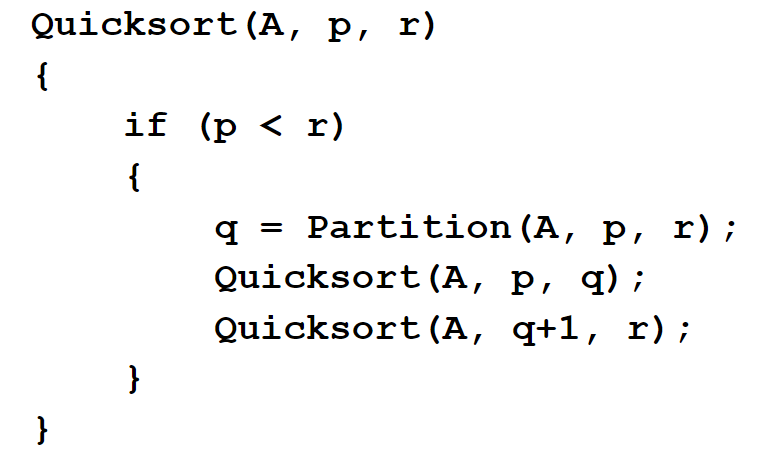 Quicksort(A, p, r)
{
if (p < r)
{
q = Partition(A, p, r);
Quicksort(A, p, q);
Quicksort(A, q+1, r);
}
}